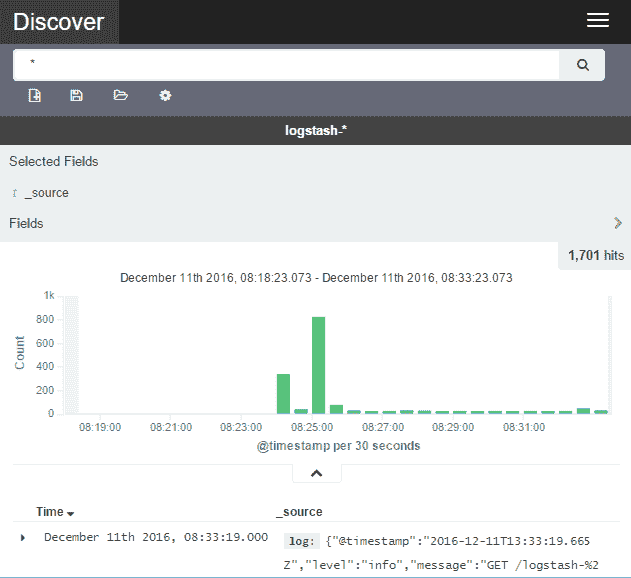 Discover
*
logstash-*
Selected Fields
t _source
Fields
1,701 hits
December 11th 2016, 08:18:23.073 - December 11th 2016, 08:33:23.073
1k
800
600
400
200
0
Count
08:19:00 08:21:00 08:23:00 08:25:00 08:27:00 08:29:00 08:31:00
@timestamp per 30 seconds
Time _source
December 11th 2016, 08:33:19.000 log: {"@timestamp":"2016-12-11T13:33:19.665
Z","level":"info","message":"GET /logstash-%2